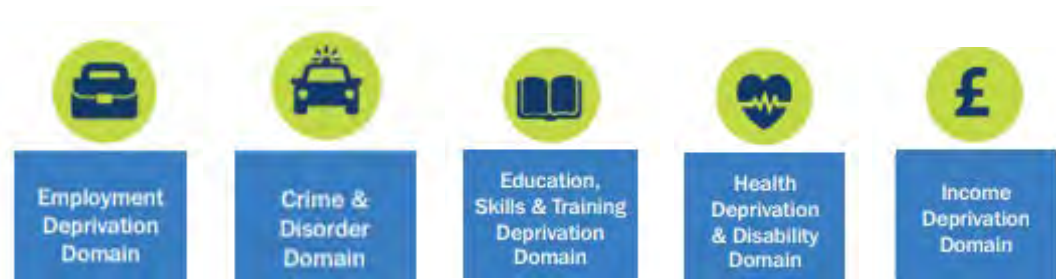 £
Employment
Deprivation
Domain
Crime &
Disorder
Domain
Education,
Skills & Training
Deprivation
Domain
Health
Deprivation
& Disability
Domain
Income
Deprivation
Domain